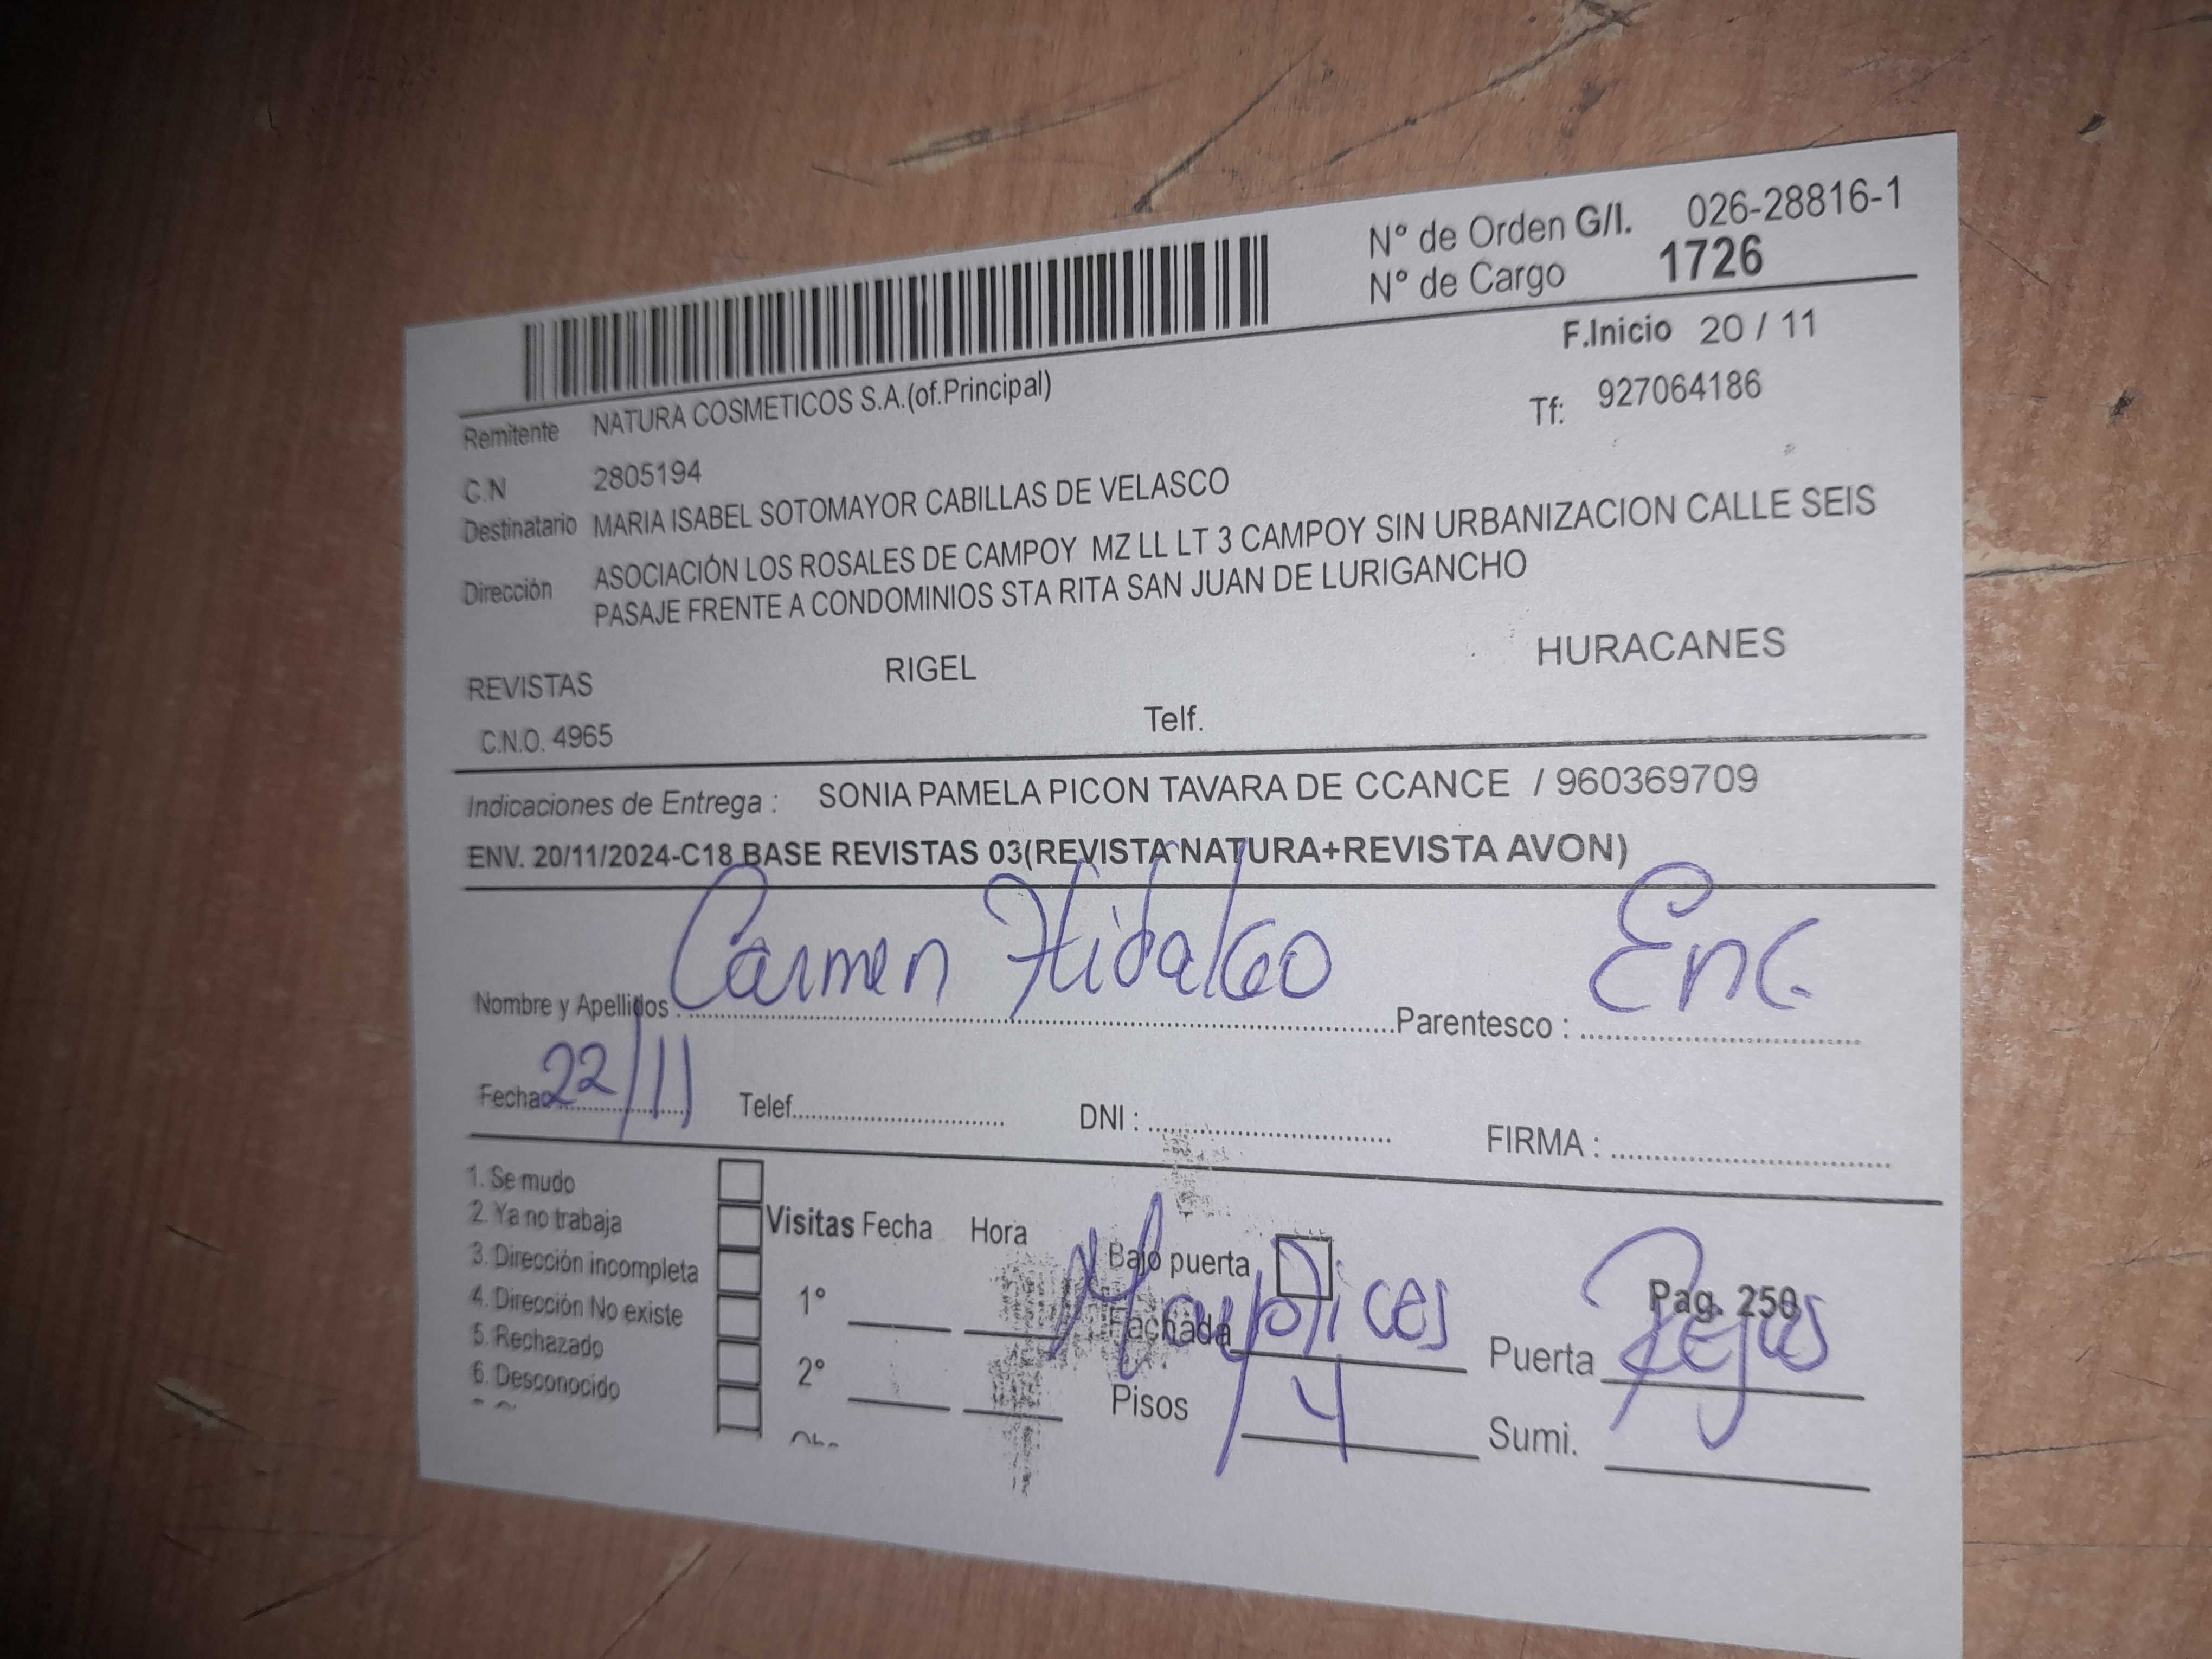 N° de Orden G/I. 026-28816-1
N° de Cargo 1726
F.Inicio 20 / 11
Remitente NATURA COSMETICOS S.A.(of.Principal)
Tf: 927064186
C.N 2805194
Destinatario MARIA ISABEL SOTOMAYOR CABILLAS DE VELASCO
Dirección ASOCIACIÓN LOS ROSALES DE CAMPOY MZ LL LT 3 CAMPOY SIN URBANIZACION CALLE SEIS
PASAJE FRENTE A CONDOMINIOS STA RITA SAN JUAN DE LURIGANCHO
REVISTAS RIGEL HURACANES
C.N.O. 4965 Telf.
Indicaciones de Entrega : SONIA PAMELA PICON TAVARA DE CCANCE / 960369709
ENV. 20/11/2024-C18 BASE REVISTAS 03(REVISTA NATURA+REVISTA AVON)
Nombre y Apellidos : Carmen Hidalgo Parentesco : Enc.
Fecha 22/11 Telef. DNI : FIRMA :
1. Se mudo
2. Ya no trabaja
3. Dirección incompleta
4. Dirección No existe
5. Rechazado
6. Desconocido
Visitas Fecha Hora
1°
2°
Bajo puerta
Fachada Mayolices
Pisos 4
Pag. 250
Puerta Rejas
Sumi.